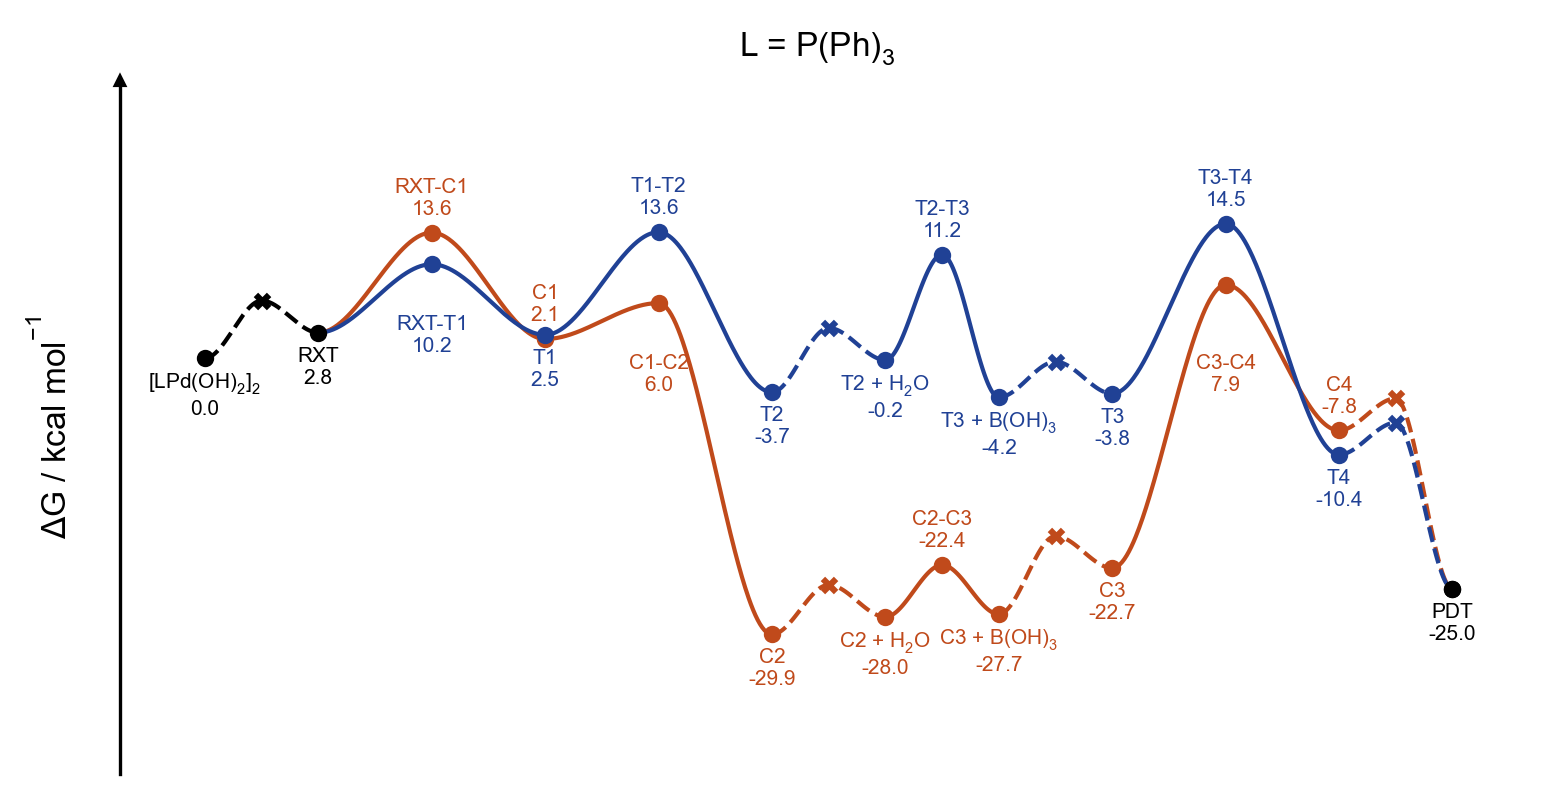 L = P(Ph)₃
ΔG / kcal mol⁻¹
[LPd(OH)₂]₂
0.0
RXT
2.8
RXT-C1
13.6
RXT-T1
10.2
C1
2.1
T1
2.5
T1-T2
13.6
C1-C2
6.0
T2
-3.7
C2
-29.9
T2 + H₂O
-0.2
C2 + H₂O
-28.0
T2-T3
11.2
C2-C3
-22.4
T3 + B(OH)₃
-4.2
C3 + B(OH)₃
-27.7
T3
-3.8
C3
-22.7
T3-T4
14.5
C3-C4
7.9
C4
-7.8
T4
-10.4
PDT
-25.0